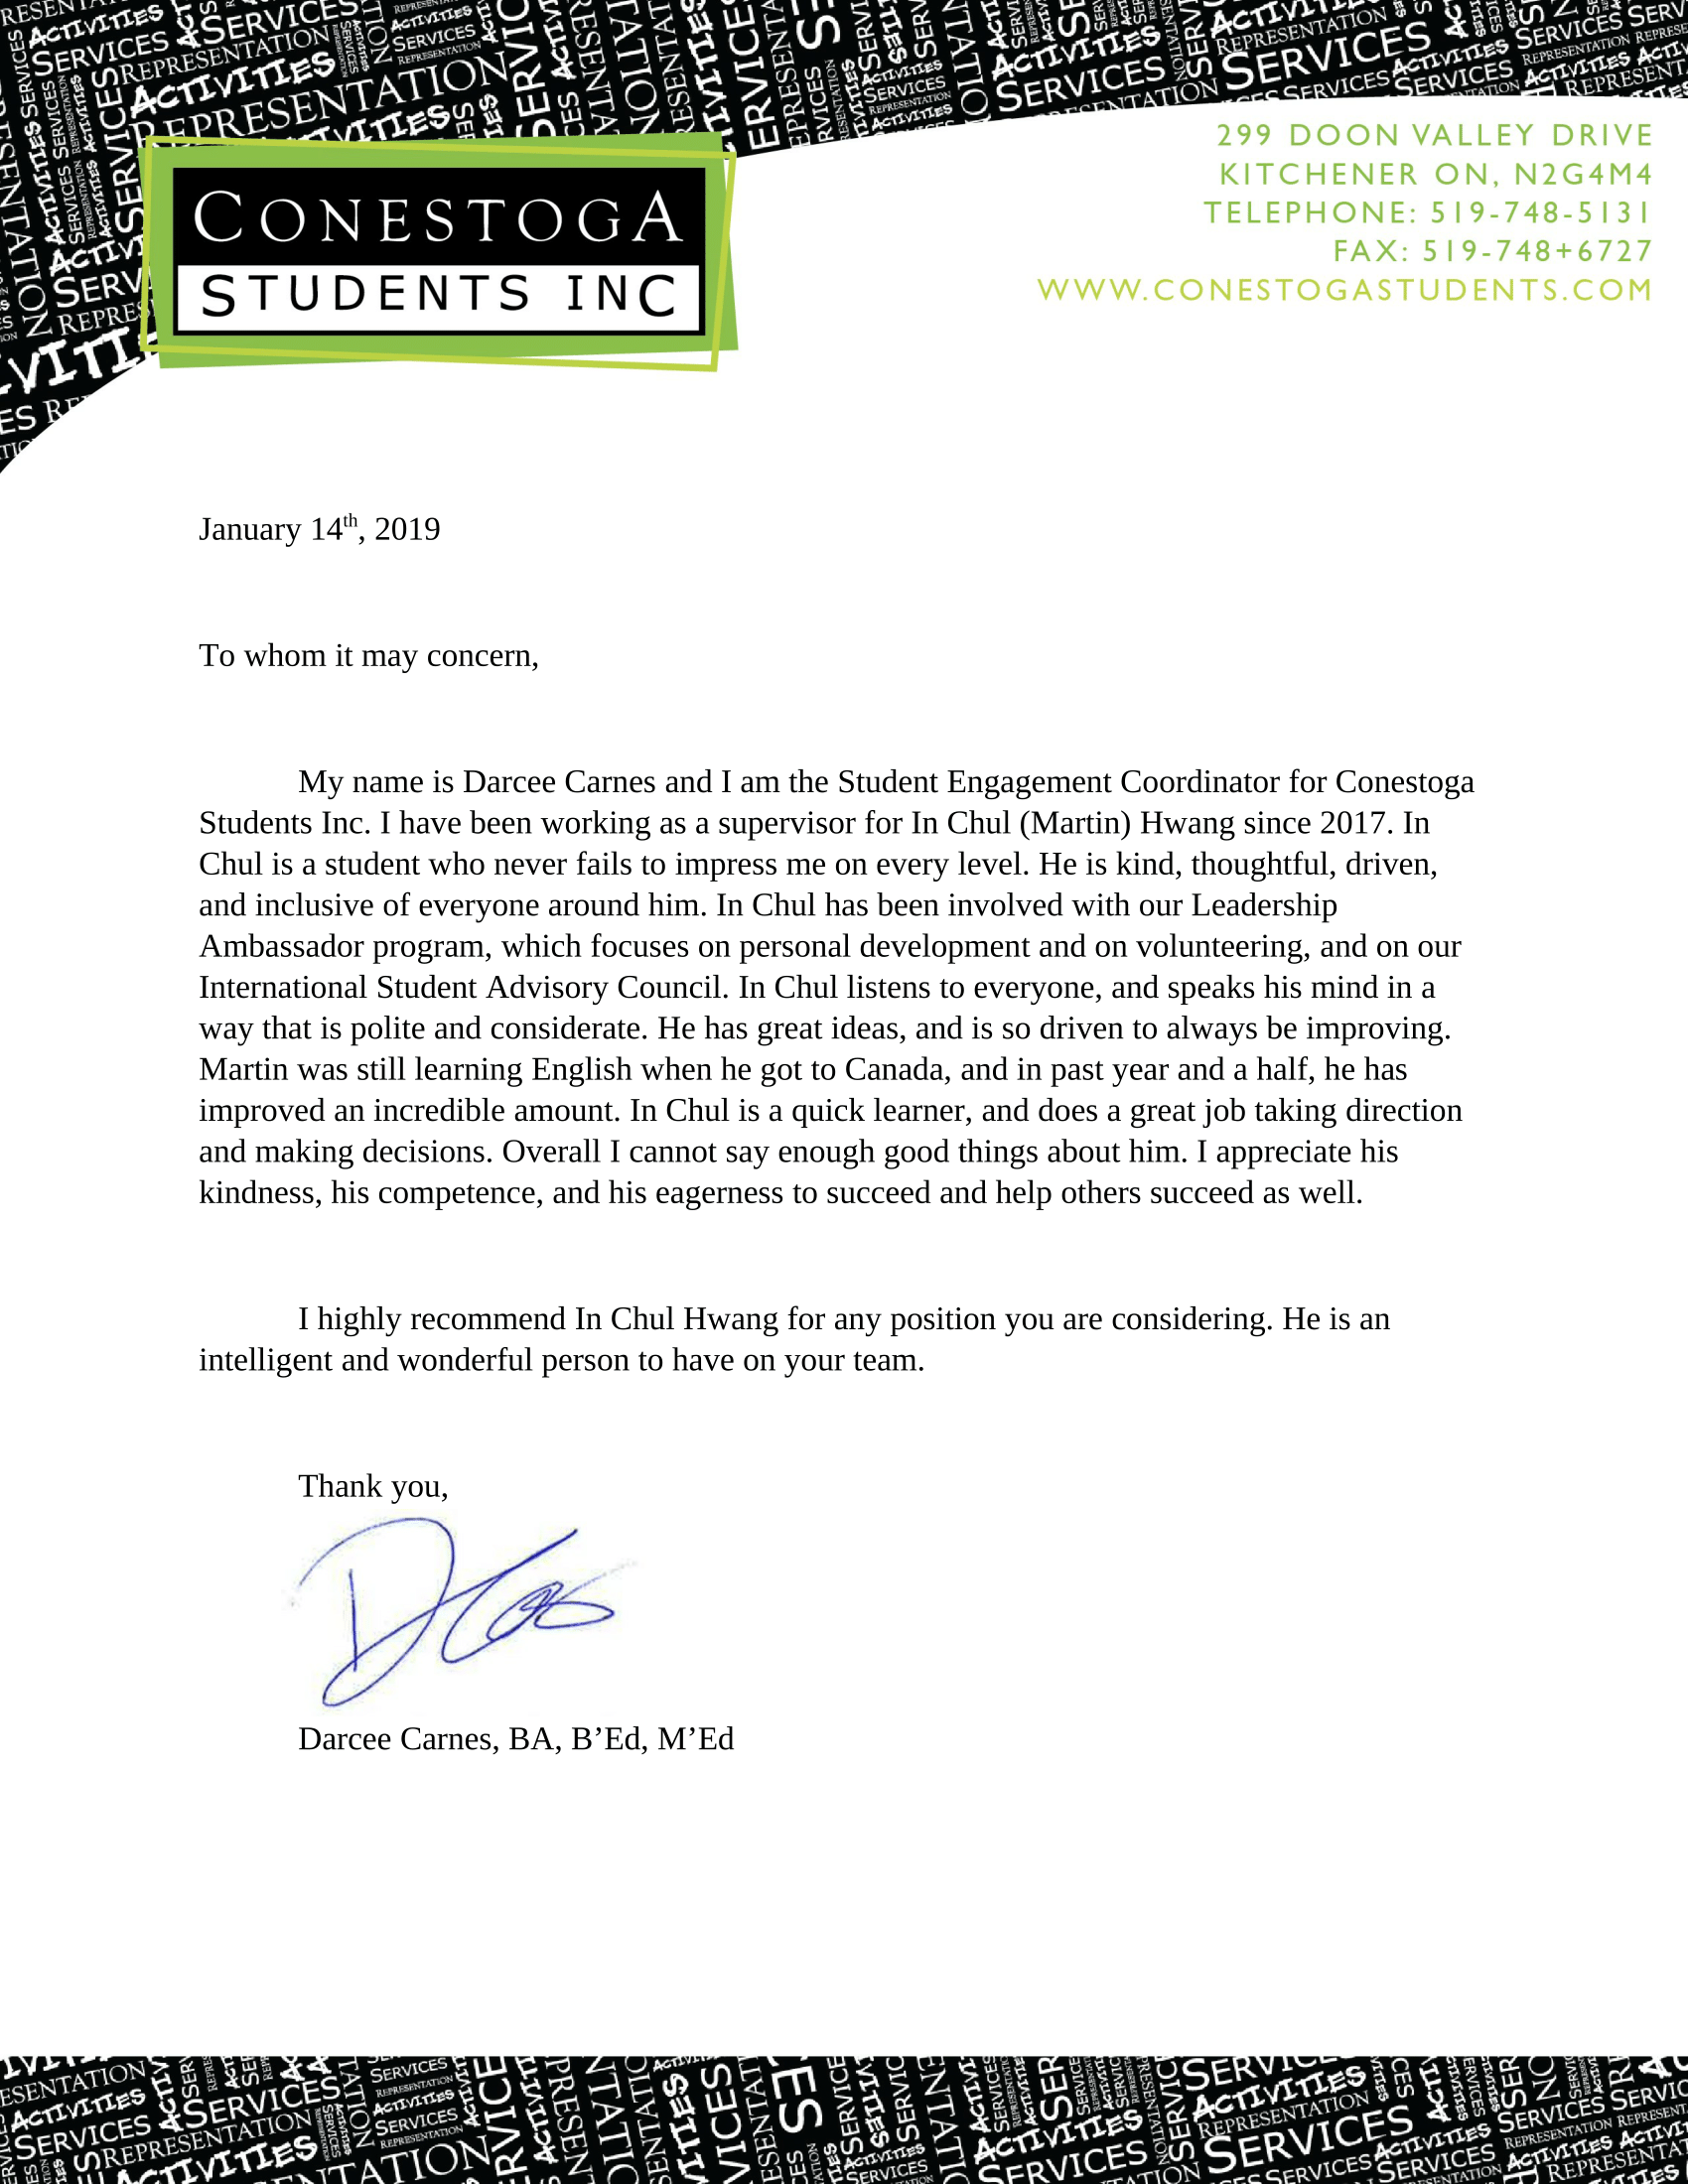 CONESTOGA
STUDENTS INC
299 DOON VALLEY DRIVE
KITCHENER ON, N2G4M4
TELEPHONE: 519-748-5131
FAX: 519-748+6727
WWW.CONESTOGASTUDENTS.COM
January 14th, 2019
To whom it may concern,
My name is Darcee Carnes and I am the Student Engagement Coordinator for Conestoga
Students Inc. I have been working as a supervisor for In Chul (Martin) Hwang since 2017. In
Chul is a student who never fails to impress me on every level. He is kind, thoughtful, driven,
and inclusive of everyone around him. In Chul has been involved with our Leadership
Ambassador program, which focuses on personal development and on volunteering, and on our
International Student Advisory Council. In Chul listens to everyone, and speaks his mind in a
way that is polite and considerate. He has great ideas, and is so driven to always be improving.
Martin was still learning English when he got to Canada, and in past year and a half, he has
improved an incredible amount. In Chul is a quick learner, and does a great job taking direction
and making decisions. Overall I cannot say enough good things about him. I appreciate his
kindness, his competence, and his eagerness to succeed and help others succeed as well.
I highly recommend In Chul Hwang for any position you are considering. He is an
intelligent and wonderful person to have on your team.
Thank you,
Darcee Carnes, BA, B’Ed, M’Ed